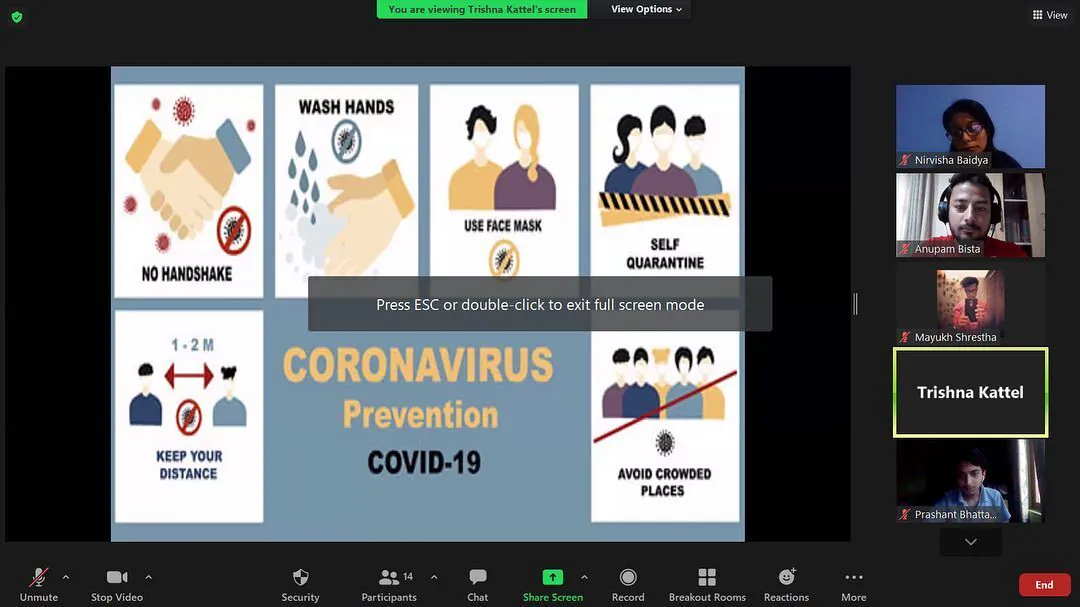 You are viewing Trishna Kattel's screen
View Options
View
NO HANDSHAKE
WASH HANDS
USE FACE MASK
SELF
QUARANTINE
Press ESC or double-click to exit full screen mode
1 - 2 M
KEEP YOUR
DISTANCE
CORONAVIRUS
Prevention
COVID-19
AVOID CROWDED
PLACES
Nirvisha Baidya
Anupam Bista
Mayukh Shrestha
Trishna Kattel
Prashant Bhatta...
Unmute
Stop Video
Security
14
Participants
Chat
Share Screen
Record
Breakout Rooms
Reactions
More
End